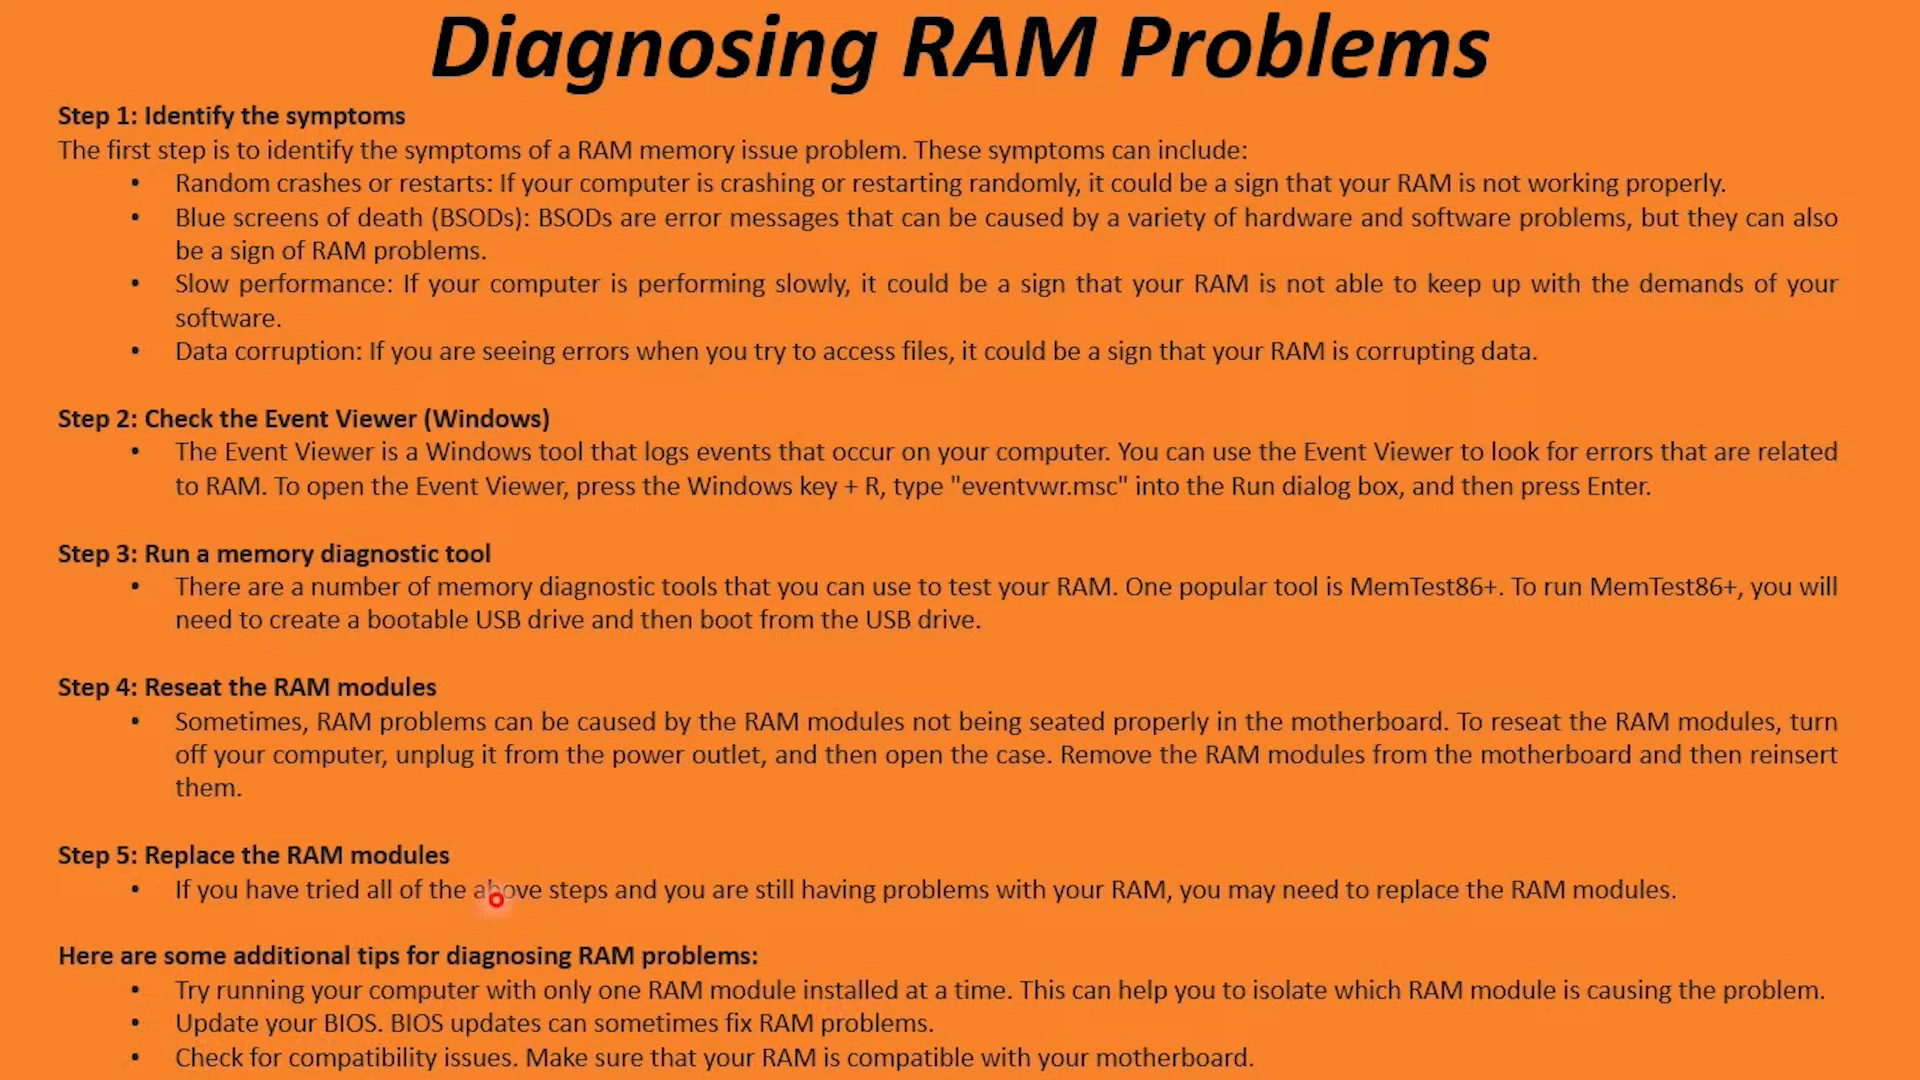 Diagnosing RAM Problems
Step 1: Identify the symptoms
The first step is to identify the symptoms of a RAM memory issue problem. These symptoms can include:
• Random crashes or restarts: If your computer is crashing or restarting randomly, it could be a sign that your RAM is not working properly.
• Blue screens of death (BSODs): BSODs are error messages that can be caused by a variety of hardware and software problems, but they can also
be a sign of RAM problems.
• Slow performance: If your computer is performing slowly, it could be a sign that your RAM is not able to keep up with the demands of your
software.
• Data corruption: If you are seeing errors when you try to access files, it could be a sign that your RAM is corrupting data.
Step 2: Check the Event Viewer (Windows)
• The Event Viewer is a Windows tool that logs events that occur on your computer. You can use the Event Viewer to look for errors that are related
to RAM. To open the Event Viewer, press the Windows key + R, type "eventvwr.msc" into the Run dialog box, and then press Enter.
Step 3: Run a memory diagnostic tool
• There are a number of memory diagnostic tools that you can use to test your RAM. One popular tool is MemTest86+. To run MemTest86+, you will
need to create a bootable USB drive and then boot from the USB drive.
Step 4: Reseat the RAM modules
• Sometimes, RAM problems can be caused by the RAM modules not being seated properly in the motherboard. To reseat the RAM modules, turn
off your computer, unplug it from the power outlet, and then open the case. Remove the RAM modules from the motherboard and then reinsert
them.
Step 5: Replace the RAM modules
• If you have tried all of the above steps and you are still having problems with your RAM, you may need to replace the RAM modules.
Here are some additional tips for diagnosing RAM problems:
• Try running your computer with only one RAM module installed at a time. This can help you to isolate which RAM module is causing the problem.
• Update your BIOS. BIOS updates can sometimes fix RAM problems.
• Check for compatibility issues. Make sure that your RAM is compatible with your motherboard.